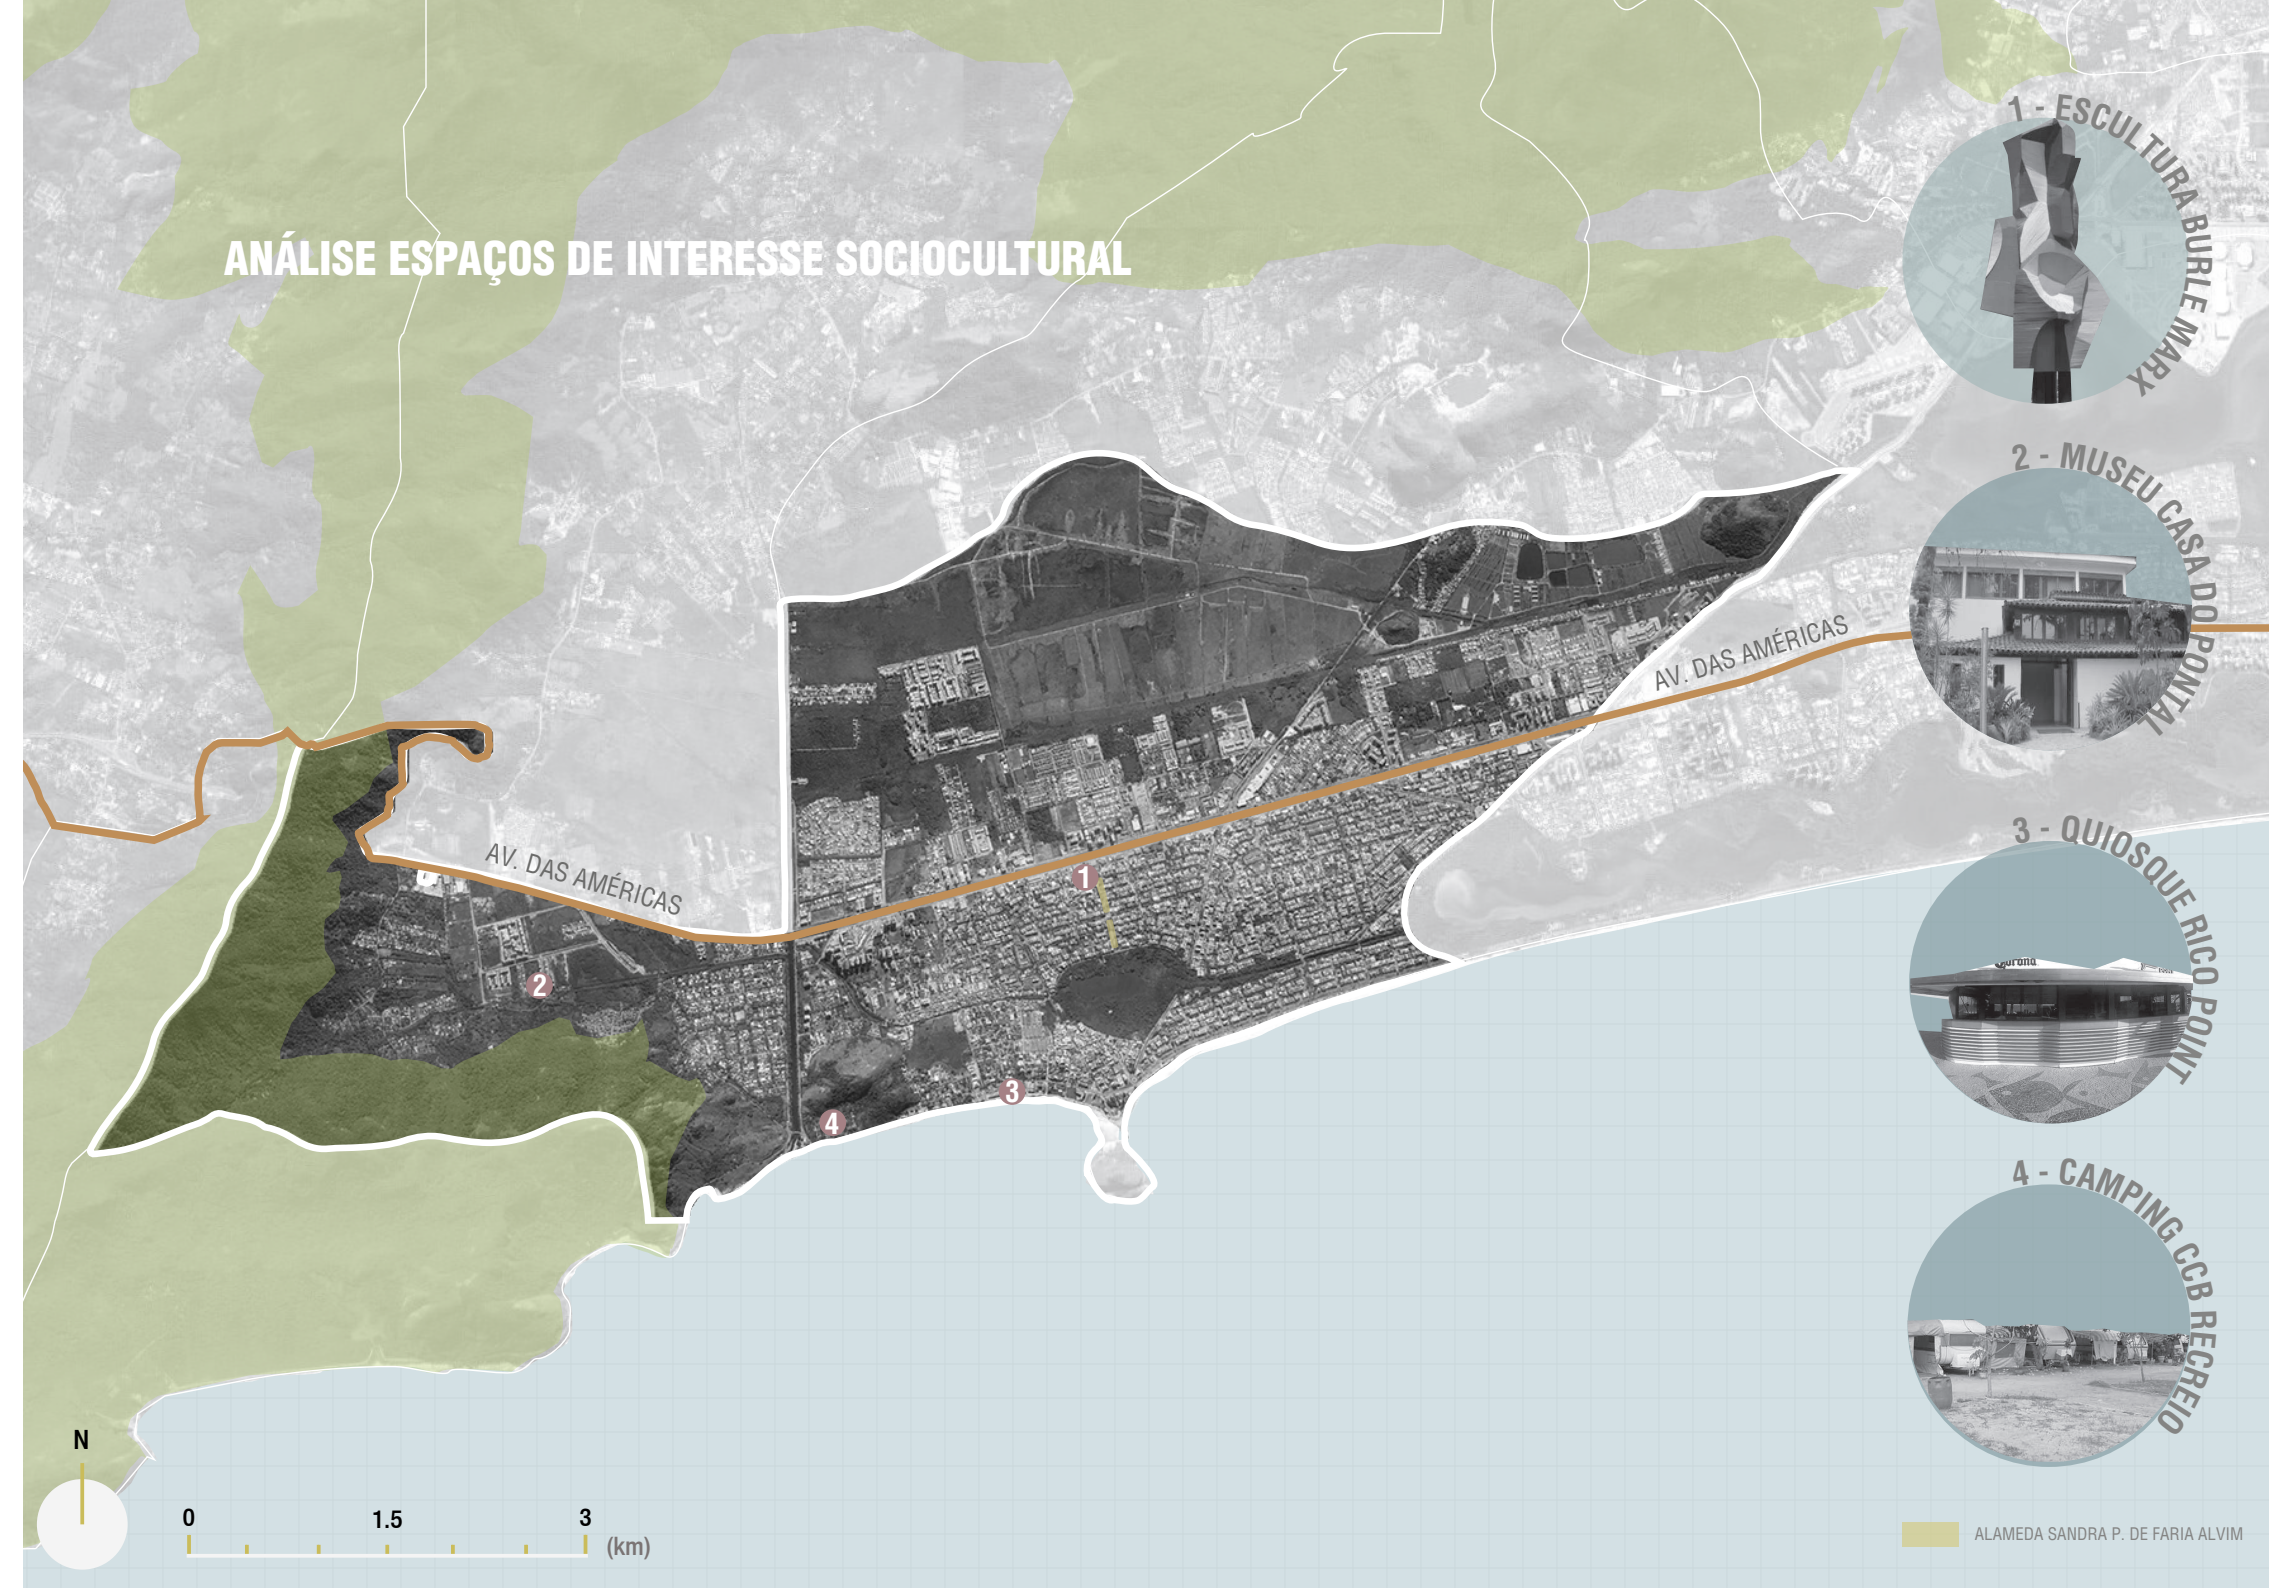 ANÁLISE ESPAÇOS DE INTERESSE SOCIOCULTURAL
1 - ESCULTURA BURLE MARX
2 - MUSEU CASA DO PONTAL
AV. DAS AMÉRICAS
AV. DAS AMÉRICAS
1
2
3
4
3 - QUIOSQUE RICO POINT
Corona
4 - CAMPING CCB RECREIO
N
0 1.5 3
(km)
ALAMEDA SANDRA P. DE FARIA ALVIM